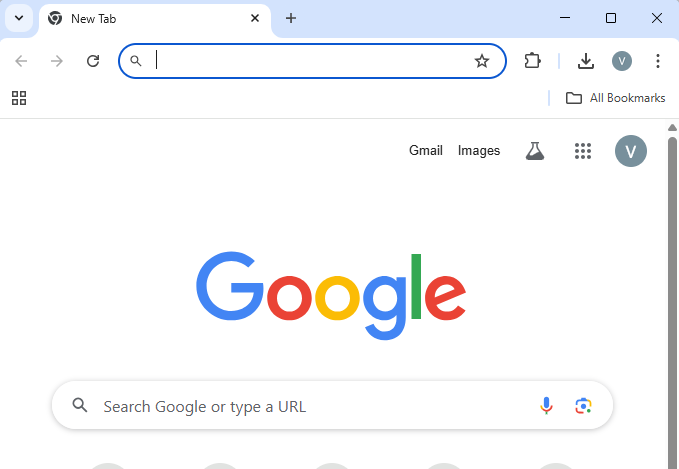 New Tab
All Bookmarks
Gmail Images
V
V
Google
Search Google or type a URL